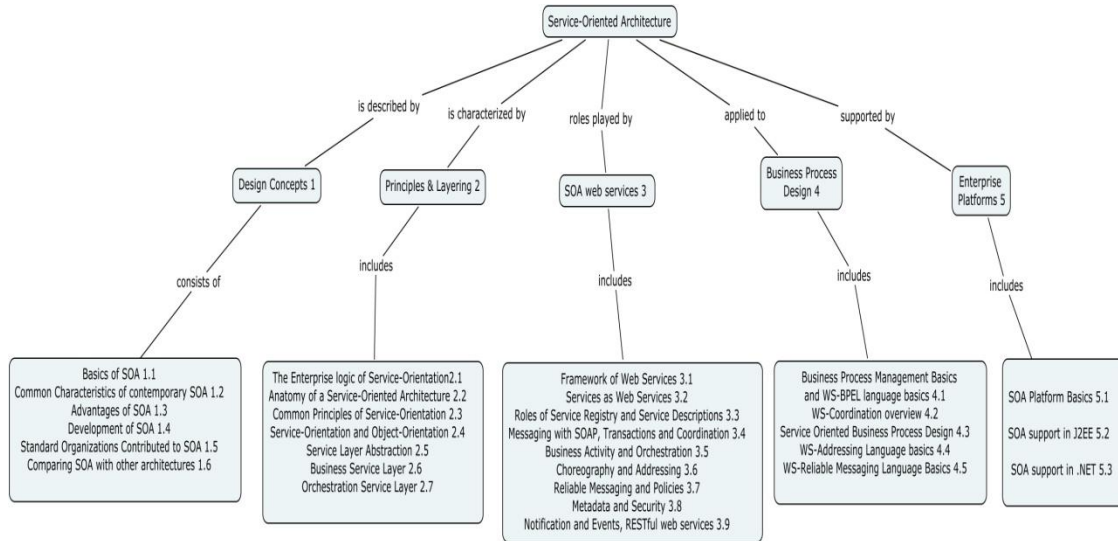 Service-Oriented Architecture
is described by
is characterized by
roles played by
applied to
supported by
Design Concepts 1
Principles & Layering 2
SOA web services 3
Business Process
Design 4
Enterprise
Platforms 5
consists of
includes
includes
includes
includes
Basics of SOA 1.1
Common Characteristics of contemporary SOA 1.2
Advantages of SOA 1.3
Development of SOA 1.4
Standard Organizations Contributed to SOA 1.5
Comparing SOA with other architectures 1.6
The Enterprise logic of Service-Orientation2.1
Anatomy of a Service-Oriented Architecture 2.2
Common Principles of Service-Orientation 2.3
Service-Orientation and Object-Orientation 2.4
Service Layer Abstraction 2.5
Business Service Layer 2.6
Orchestration Service Layer 2.7
Framework of Web Services 3.1
Services as Web Services 3.2
Roles of Service Registry and Service Descriptions 3.3
Messaging with SOAP, Transactions and Coordination 3.4
Business Activity and Orchestration 3.5
Choreography and Addressing 3.6
Reliable Messaging and Policies 3.7
Metadata and Security 3.8
Notification and Events, RESTful web services 3.9
Business Process Management Basics
and WS-BPEL language basics 4.1
WS-Coordination overview 4.2
Service Oriented Business Process Design 4.3
WS-Addressing Language basics 4.4
WS-Reliable Messaging Language Basics 4.5
SOA Platform Basics 5.1
SOA support in J2EE 5.2
SOA support in .NET 5.3